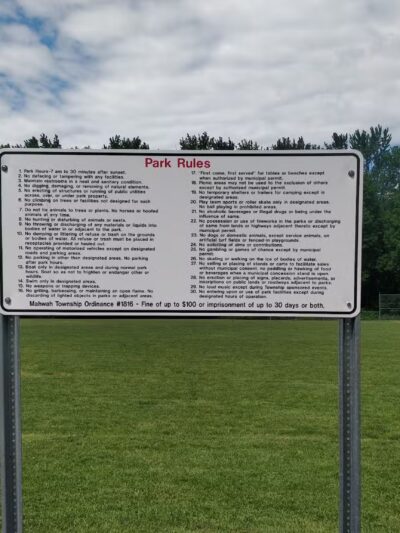 Park Rules
1. Park Hours-7 am to 30 minutes after sunset.
2. No defacing or tampering with any facilities.
3. Maintain restrooms in a neat and sanitary condition.
4. No digging, damaging, or removing of natural elements.
5. No erecting of structures or running of public utilities
across, over, or under park property.
6. No climbing on trees or facilities not designed for such
purpose.
7. Do not tie animals to trees or plants. No horses or hooved
animals at any time.
8. No hunting or disturbing of animals or nests.
9. No throwing or discharging of any materials or liquids into
bodies of water in or adjacent to the park.
10. No dumping or littering of refuse or trash on the grounds
or bodies of water. All refuse or trash must be placed in
receptacles provided or hauled out.
11. No operating of motorized vehicles except on designated
roads and parking areas.
12. No parking in other than designated areas. No parking
after park hours.
13. Boat only in designated areas and during normal park
hours. Boat so as not to frighten or endanger other or
wildlife.
14. Swim only in designated areas.
15. No weapons or trapping devices.
16. No grilling, barbecuing, or maintaining an open flame. No
discarding of lighted objects in parks or adjacent areas.
17. "First come, first served" for tables or benches except
when authorized by municipal permit.
18. Picnic areas may not be used to the exclusion of others
except by authorized municipal permit.
19. No temporary shelters or trailers for camping except in
designated areas.
20. Play team sports or roller skate only in designated areas.
No ball playing in prohibited areas.
21. No alcoholic beverages or illegal drugs or being under the
influence of same.
22. No possession or use of fireworks in the parks or discharging
of same from lands or highways adjacent thereto except by
municipal permit.
23. No dogs or domestic animals, except service animals, on
artificial turf fields or fenced in playgrounds.
24. No soliciting of alms or contributions.
25. No gambling or games of chance except by municipal
permit.
26. No skating or walking on the ice of bodies of water.
27. No selling or placing of stands or carts to facilitate sales
without municipal consent. No peddling or hawking of food
or beverages when a municipal concession stand is open
28. No erection or placing of signs, placards, advertisements, or
inscriptions on public lands or roadways adjacent to parks.
29. No loud music except during Township sponsored events.
30. No entering upon or use of park facilities except during
designated hours of operation.
Mahwah Township Ordinance #1816 - Fine of up to $100 or imprisonment of up to 30 days or both.